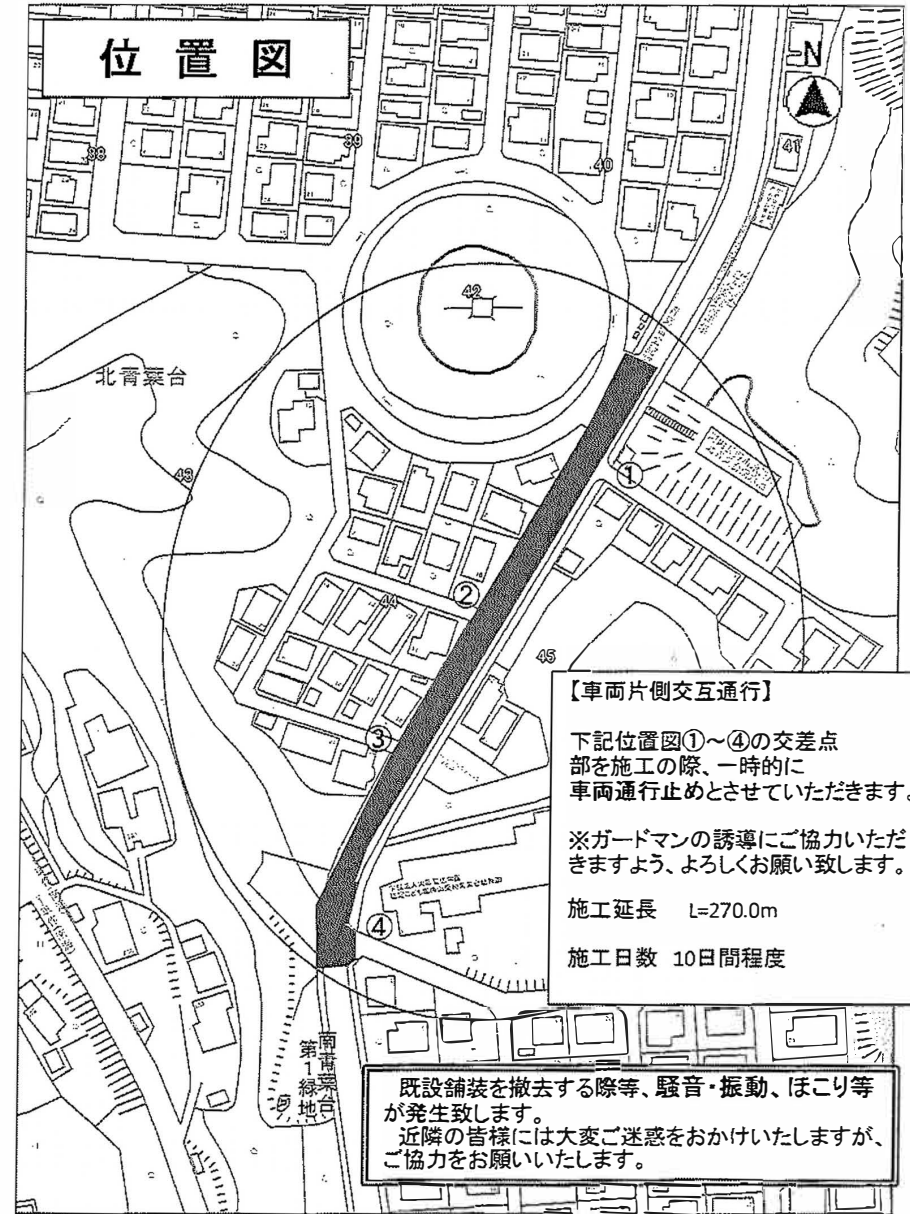 位置図
N
38
39
40
41
42
北青葉台
43
①
②
44
45
③
④
【車両片側交互通行】
下記位置図①～④の交差点
部を施工の際、一時的に
車両通行止めとさせていただきます。
※ガードマンの誘導にご協力いただ
きますよう、よろしくお願い致します。
施工延長 L=270.0m
施工日数 10日間程度
南青葉台
第1緑地
既設舗装を撤去する際等、騒音・振動、ほこり等
が発生致します。
近隣の皆様には大変ご迷惑をおかけいたしますが、
ご協力をお願いいたします。